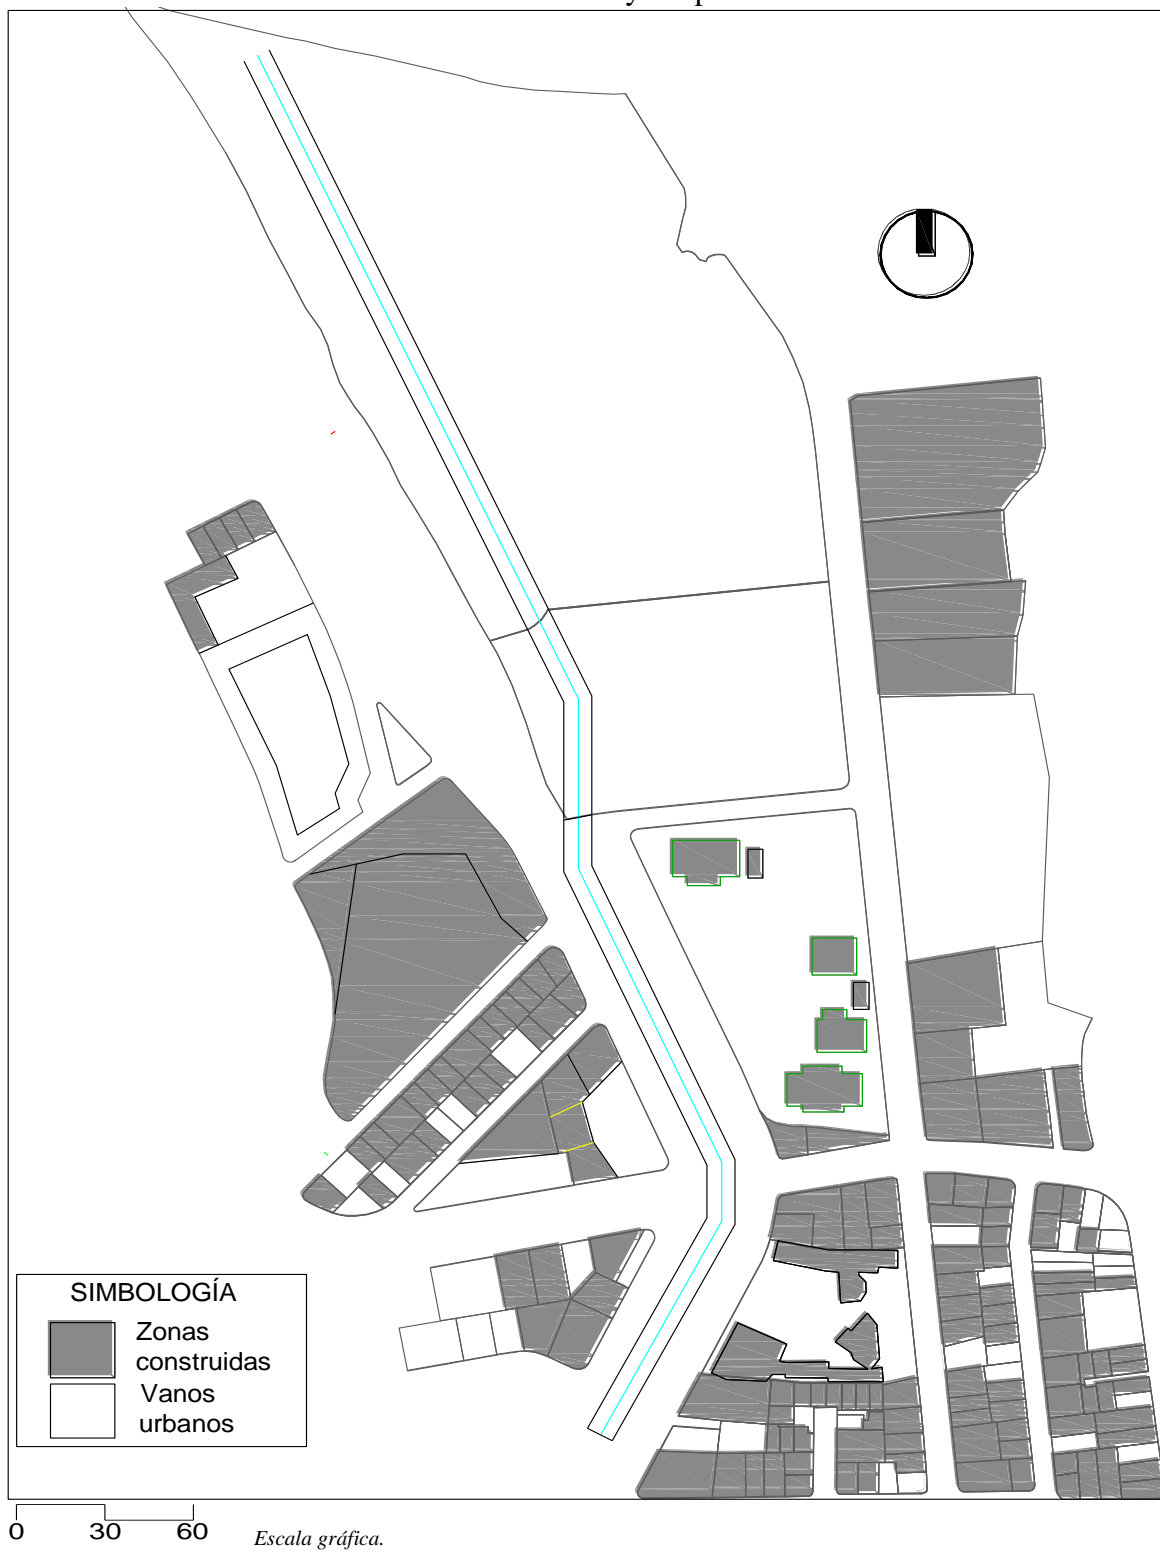 SIMBOLOGÍA
Zonas
construidas
Vanos
urbanos
0 30 60
Escala gráfica.